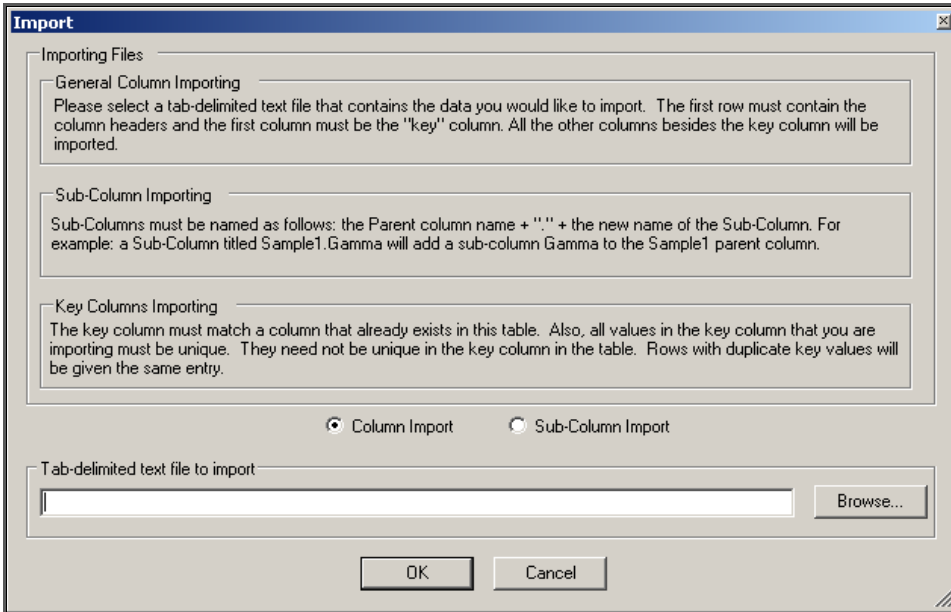 Import
Importing Files
General Column Importing
Please select a tab-delimited text file that contains the data you would like to import.  The first row must contain the
column headers and the first column must be the "key" column. All the other columns besides the key column will be
imported.
Sub-Column Importing
Sub-Columns must be named as follows: the Parent column name + "." + the new name of the Sub-Column. For
example: a Sub-Column titled Sample1.Gamma will add a sub-column Gamma to the Sample1 parent column.
Key Columns Importing
The key column must match a column that already exists in this table.  Also, all values in the key column that you are
importing must be unique.  They need not be unique in the key column in the table.  Rows with duplicate key values will
be given the same entry.
Column Import
Sub-Column Import
Tab-delimited text file to import
Browse...
OK
Cancel